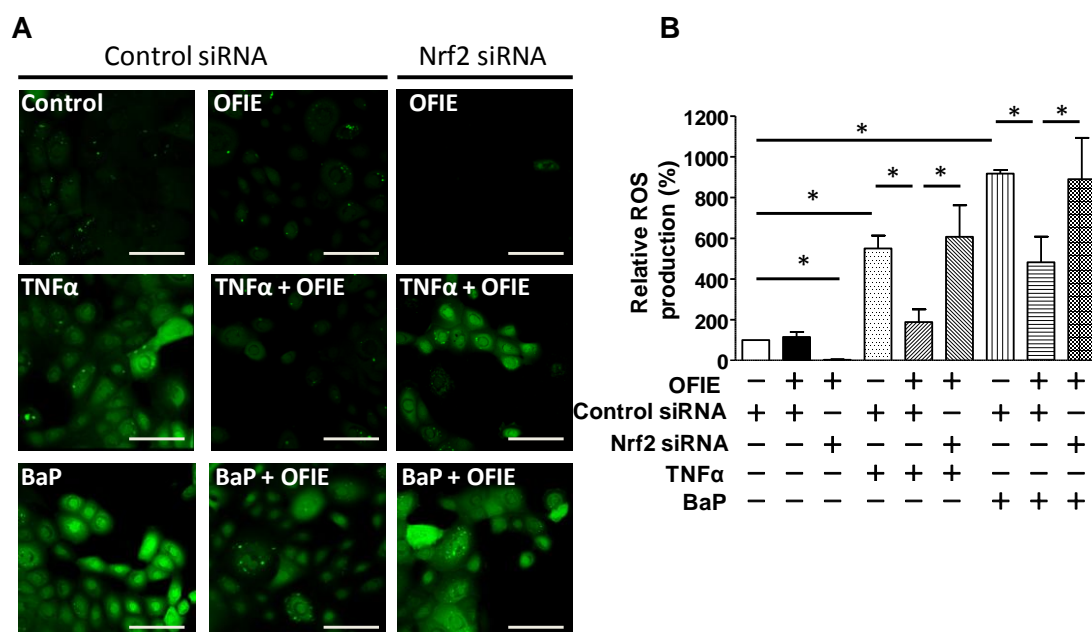 A
Control siRNA Nrf2 siRNA
Control OFIE OFIE
TNFα TNFα + OFIE TNFα + OFIE
BaP BaP + OFIE BaP + OFIE
B
Relative ROS
production (%)
1200
1000
800
600
400
200
0
* * * * * * *
OFIE − + + − + + − + +
Control siRNA + + − + + − + + −
Nrf2 siRNA − − + − − + − − +
TNFα − − − + + + − − −
BaP − − − − − − + + +